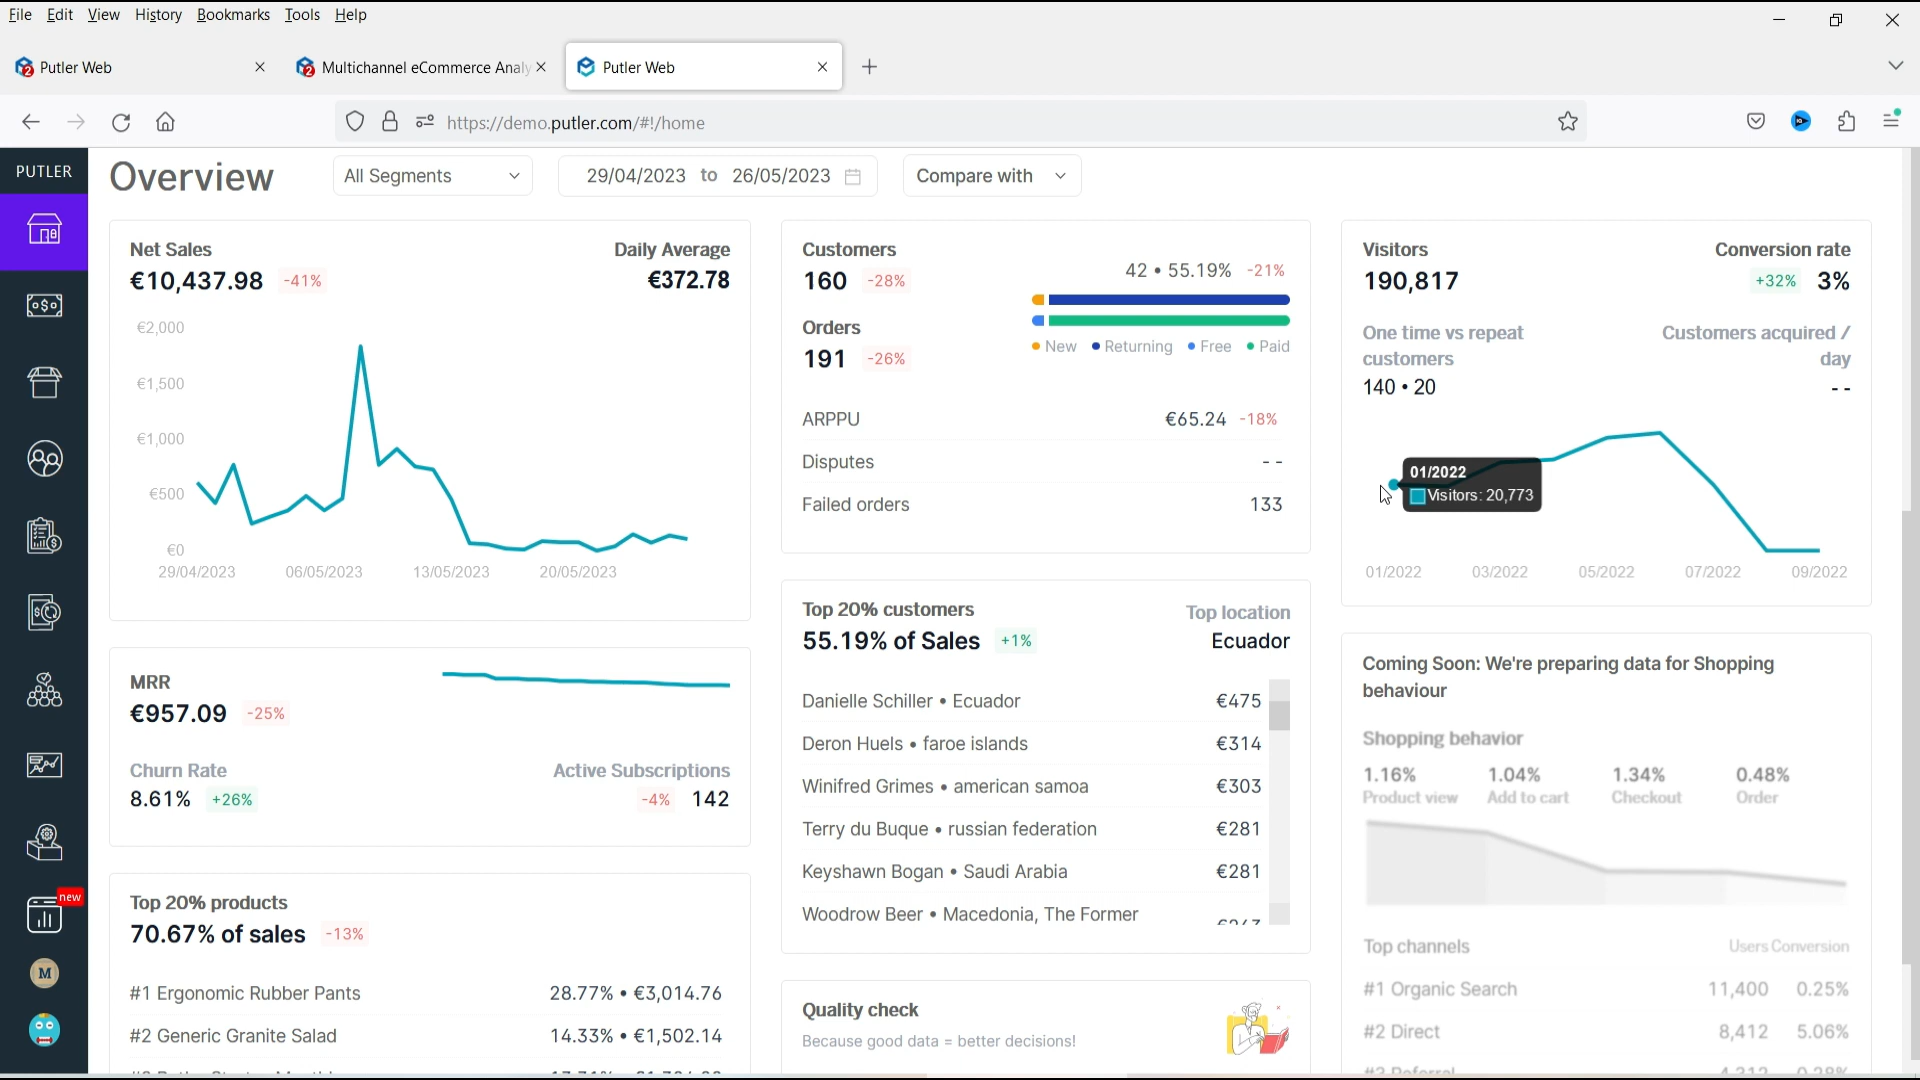 File Edit View History Bookmarks Tools Help
Putler Web
Multichannel eCommerce Analy
Putler Web
https://demo.putler.com/#!/home
PUTLER
new
M
Overview
All Segments
29/04/2023 to 26/05/2023
Compare with
Net Sales Daily Average
€10,437.98 -41% €372.78
€2,000
€1,500
€1,000
€500
€0
29/04/2023 06/05/2023 13/05/2023 20/05/2023
MRR
€957.09 -25%
Churn Rate Active Subscriptions
8.61% +26% -4% 142
Top 20% products
70.67% of sales -13%
#1 Ergonomic Rubber Pants 28.77% • €3,014.76
#2 Generic Granite Salad 14.33% • €1,502.14
Customers
160 -28%
42 • 55.19% -21%
Orders
191 -26%
New Returning Free Paid
ARPPU €65.24 -18%
Disputes - -
Failed orders 133
Top 20% customers Top location
55.19% of Sales +1% Ecuador
Danielle Schiller • Ecuador €475
Deron Huels • faroe islands €314
Winifred Grimes • american samoa €303
Terry du Buque • russian federation €281
Keyshawn Bogan • Saudi Arabia €281
Woodrow Beer • Macedonia, The Former
Quality check
Because good data = better decisions!
Visitors Conversion rate
190,817 +32% 3%
One time vs repeat customers
140 • 20
Customers acquired / day
- -
01/2022
Visitors: 20,773
01/2022 03/2022 05/2022 07/2022 09/2022
Coming Soon: We're preparing data for Shopping
behaviour
Shopping behavior
1.16% 1.04% 1.34% 0.48%
Product view Add to cart Checkout Order
Top channels Users Conversion
#1 Organic Search 11,400 0.25%
#2 Direct 8,412 5.06%